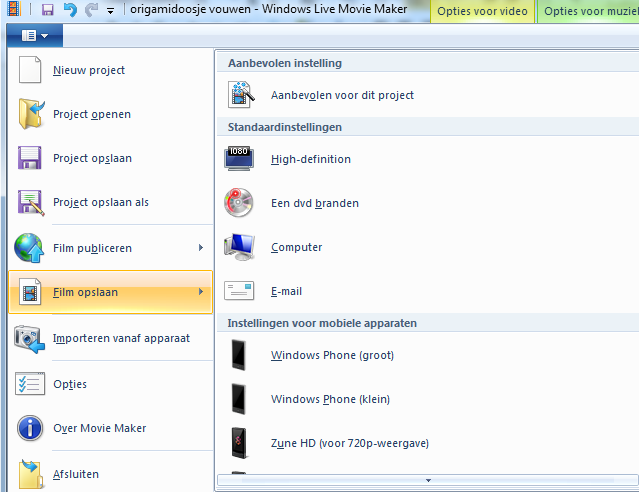 origamidoosje vouwen - Windows Live Movie Maker
Opties voor video
Opties voor muziek
Nieuw project
Project openen
Project opslaan
Project opslaan als
Film publiceren
Film opslaan
Importeren vanaf apparaat
Opties
Over Movie Maker
Afsluiten
Aanbevolen instelling
Aanbevolen voor dit project
Standaardinstellingen
1080
High-definition
Een dvd branden
Computer
E-mail
Instellingen voor mobiele apparaten
Windows Phone (groot)
Windows Phone (klein)
Zune HD (voor 720p-weergave)